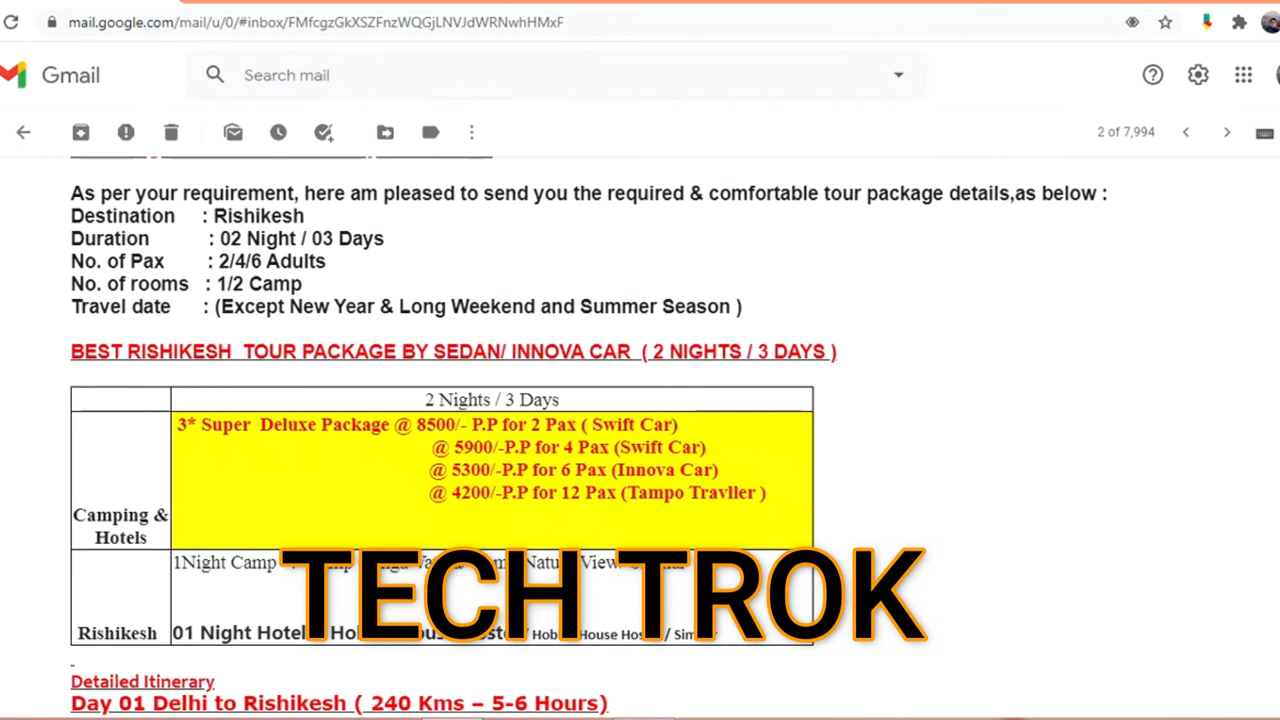 mail.google.com/mail/u/0/#inbox/FMfcgzGkXSZFnzWQGjLNVJdWRNwhHMxF
Gmail
Search mail
2 of 7,994
As per your requirement, here am pleased to send you the required & comfortable tour package details,as below :
Destination : Rishikesh
Duration : 02 Night / 03 Days
No. of Pax : 2/4/6 Adults
No. of rooms : 1/2 Camp
Travel date : (Except New Year & Long Weekend and Summer Season )
BEST RISHIKESH TOUR PACKAGE BY SEDAN/ INNOVA CAR ( 2 NIGHTS / 3 DAYS )
2 Nights / 3 Days
3* Super Deluxe Package @ 8500/- P.P for 2 Pax ( Swift Car)
@ 5900/-P.P for 4 Pax (Swift Car)
@ 5300/-P.P for 6 Pax (Innova Car)
@ 4200/-P.P for 12 Pax (Tampo Travller )
Camping &
Hotels
1Night Camp
TECH TROK
Rishikesh 01 Night Hotel
Detailed Itinerary
Day 01 Delhi to Rishikesh ( 240 Kms – 5-6 Hours)